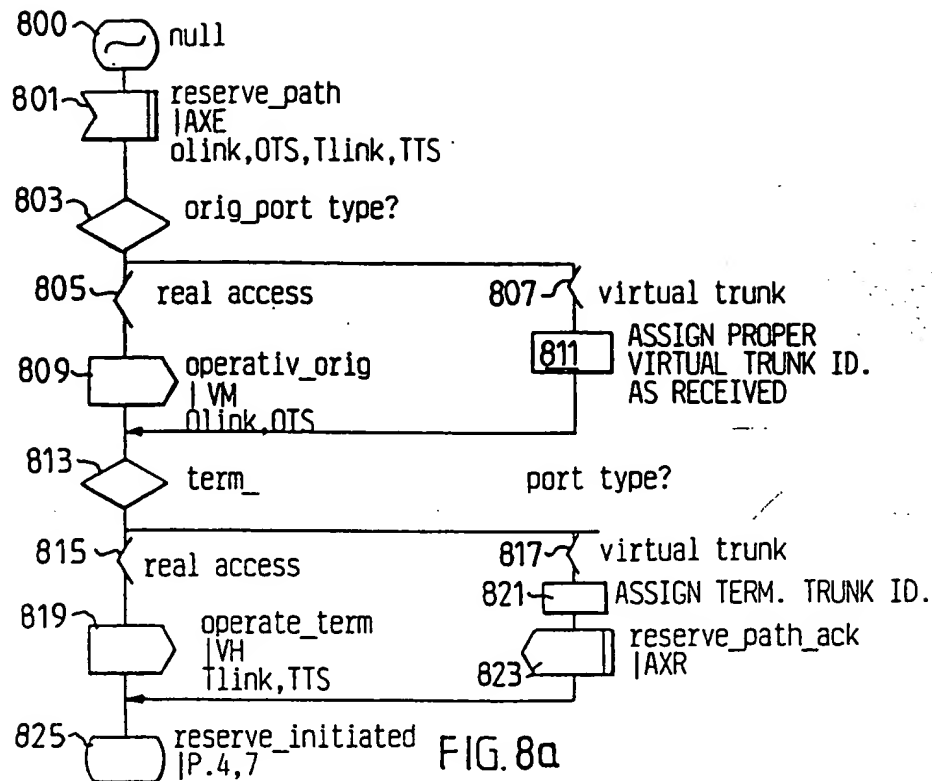 800
null
801
reserve_path
|AXE
olink,OTS,Tlink,TTS
803
orig_port type?
805
real access
807
virtual trunk
809
operativ_orig
|VM
Olink,OTS
811
ASSIGN PROPER
VIRTUAL TRUNK ID.
AS RECEIVED
813
term_ port type?
815
real access
817
virtual trunk
821
ASSIGN TERM. TRUNK ID.
819
operate_term
|VH
Tlink,TTS
823
reserve_path_ack
|AXR
825
reserve_initiated
|P.4,7
FIG.8a